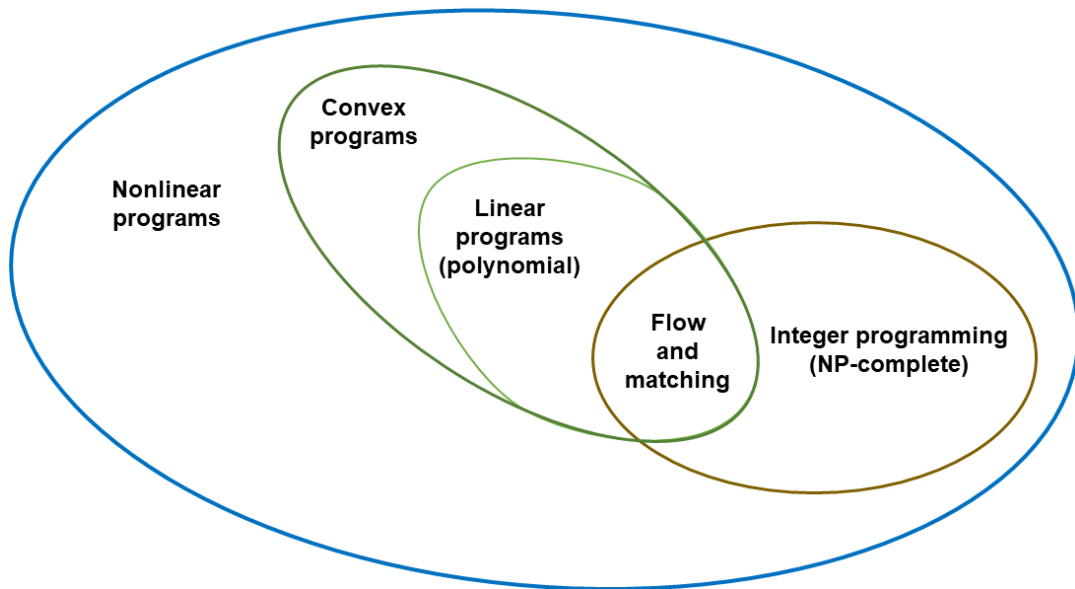 Convex
programs
Nonlinear
programs
Linear
programs
(polynomial)
Flow
and
matching
Integer programming
(NP-complete)